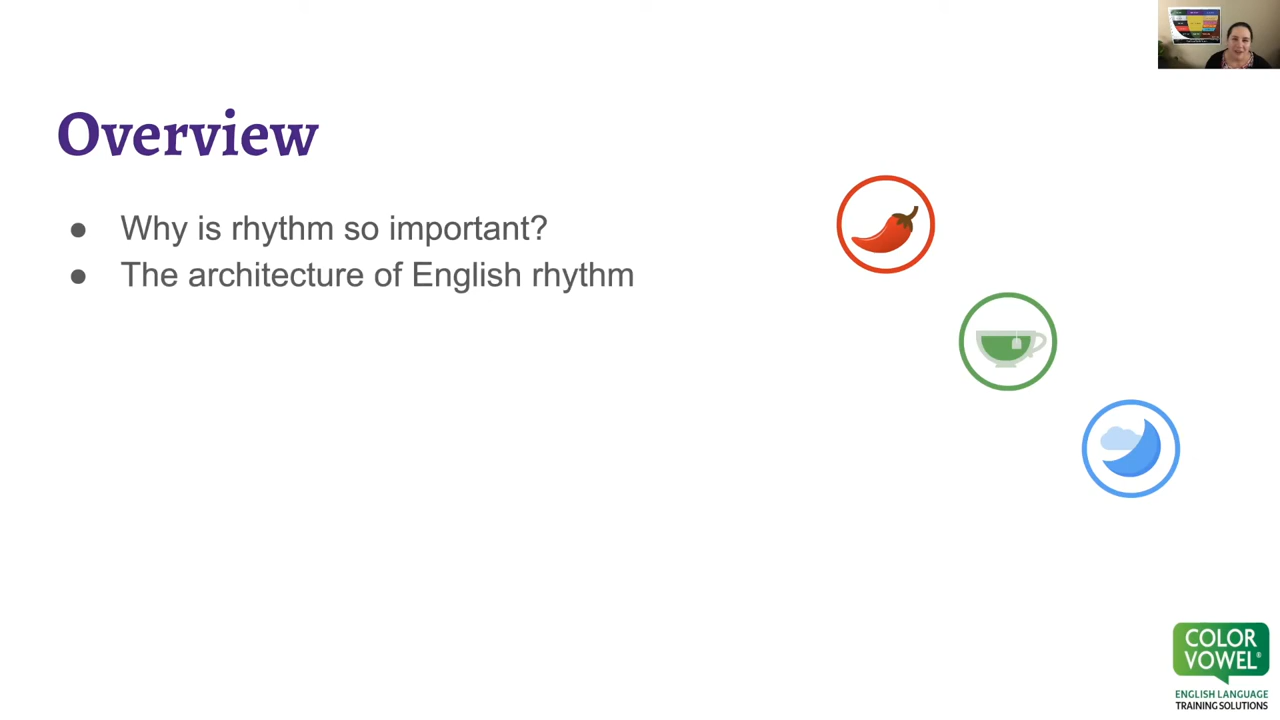 Overview
● Why is rhythm so important?
● The architecture of English rhythm
COLOR
VOWEL®
ENGLISH LANGUAGE
TRAINING SOLUTIONS